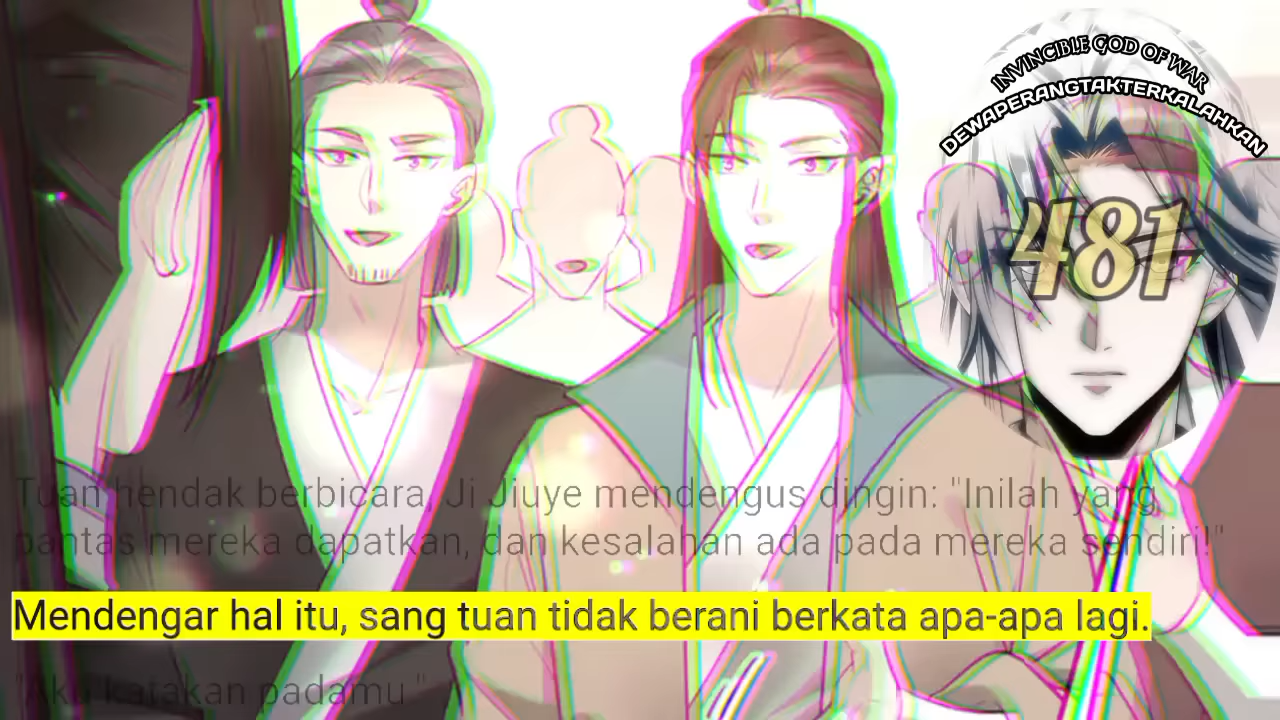 INVINCIBLE GOD OF WAR
DEWAPERANGTAKTERKALAHKAN
481
Tuan hendak berbicara, Ji Jiuye mendengus dingin: "Inilah yang
pantas mereka dapatkan, dan kesalahan ada pada mereka sendiri!"
Mendengar hal itu, sang tuan tidak berani berkata apa-apa lagi.
"Aku katakan padamu "